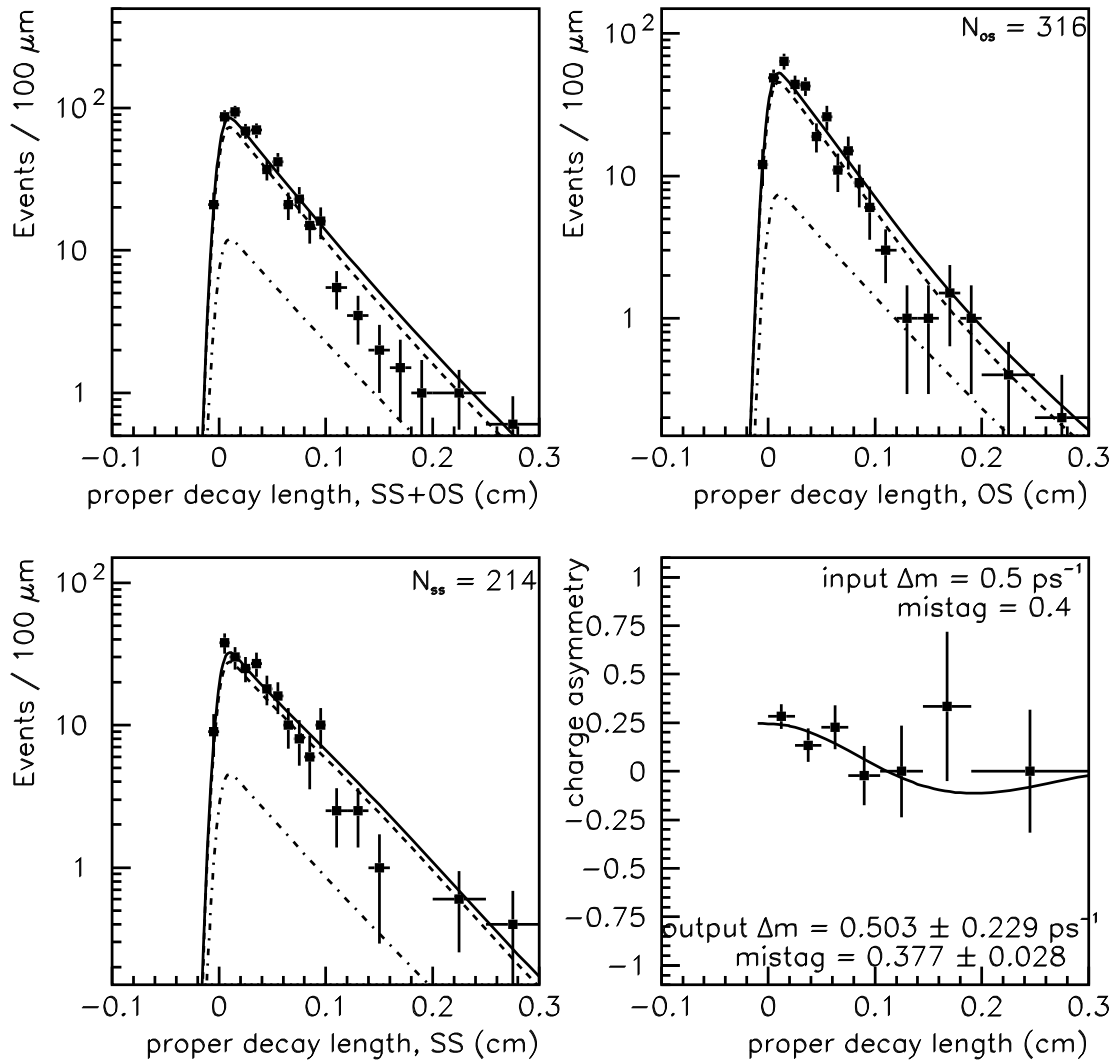 10²
10
1
Events / 100 μm
−0.1 0 0.1 0.2 0.3
proper decay length, SS+OS (cm)
N_os = 316
10²
10
1
Events / 100 μm
−0.1 0 0.1 0.2 0.3
proper decay length, OS (cm)
N_ss = 214
10²
10
1
Events / 100 μm
−0.1 0 0.1 0.2 0.3
proper decay length, SS (cm)
input Δm = 0.5 ps⁻¹
mistag = 0.4
1
0.75
0.5
0.25
0
−0.25
−0.5
−0.75
−1
charge asymmetry
output Δm = 0.503 ± 0.229 ps⁻¹
mistag = 0.377 ± 0.028
−0.1 0 0.1 0.2 0.3
proper decay length (cm)